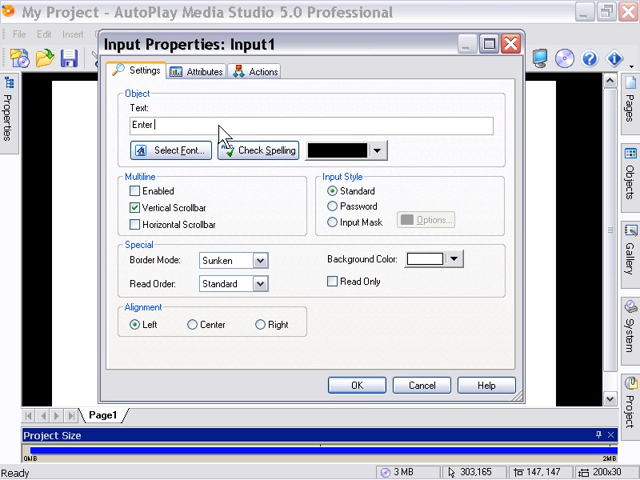 My Project - AutoPlay Media Studio 5.0 Professional
File Edit Insert
Input Properties: Input1
Settings Attributes Actions
Object
Text:
Enter
Select Font... Check Spelling
Multiline
Enabled
Vertical Scrollbar
Horizontal Scrollbar
Input Style
Standard
Password
Input Mask Options...
Special
Border Mode: Sunken Background Color:
Read Order: Standard Read Only
Alignment
Left Center Right
OK Cancel Help
Properties
Pages
Objects
Gallery
System
Project
Page1
Project Size
0MB 2MB
Ready 3 MB 303,165 147, 147 200x30